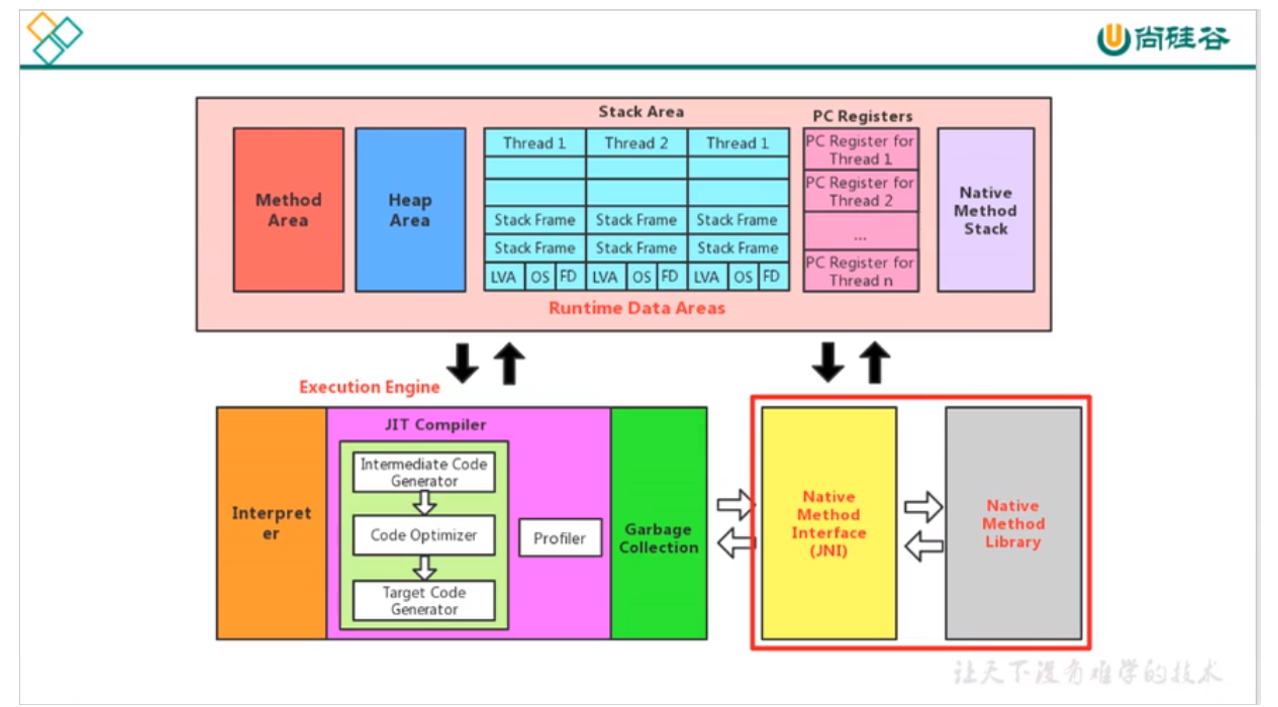 尚硅谷
Stack Area
PC Registers
Method
Area
Heap
Area
Thread 1
Thread 2
Thread 1
Stack Frame
Stack Frame
Stack Frame
Stack Frame
Stack Frame
Stack Frame
LVA
OS
FD
LVA
OS
FD
LVA
OS
FD
PC Register for
Thread 1
PC Register for
Thread 2
...
PC Register for
Thread n
Native
Method
Stack
Runtime Data Areas
Execution Engine
Interpret
er
JIT Compiler
Intermediate Code
Generator
Code Optimizer
Target Code
Generator
Profiler
Garbage
Collection
Native
Method
Interface
(JNI)
Native
Method
Library
让天下没有难学的技术